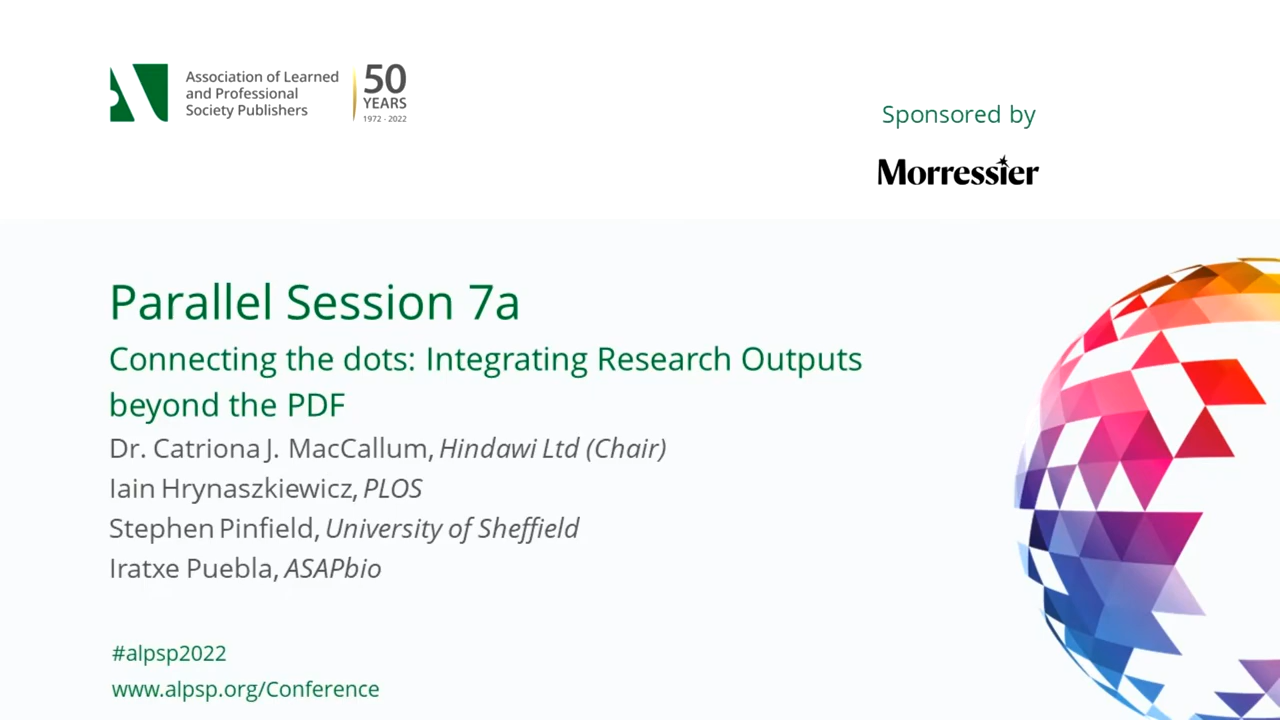 Association of Learned
and Professional
Society Publishers
50
YEARS
1972 - 2022
Sponsored by
Morressier
Parallel Session 7a
Connecting the dots: Integrating Research Outputs
beyond the PDF
Dr. Catriona J. MacCallum, Hindawi Ltd (Chair)
Iain Hrynaszkiewicz, PLOS
Stephen Pinfield, University of Sheffield
Iratxe Puebla, ASAPbio
#alpsp2022
www.alpsp.org/Conference